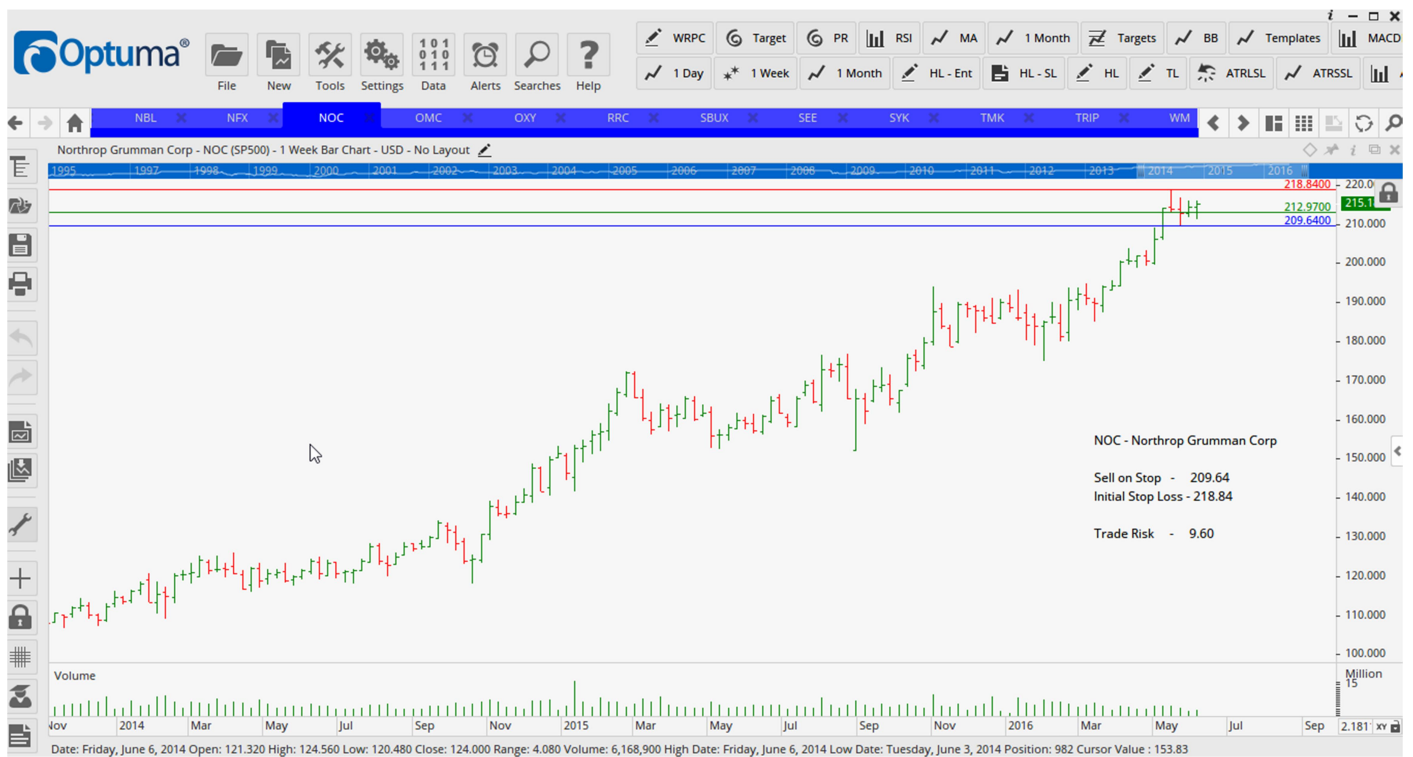 Optuma®
File New Tools Settings Data Alerts Searches Help
WRPC Target PR RSI MA 1 Month Targets BB Templates MACD
1 Day 1 Week 1 Month HL - Ent HL - SL HL TL ATRLSL ATRSSL
NBL NFX NOC OMC OXY RRC SBUX SEE SYK TMK TRIP WM
Northrop Grumman Corp - NOC (SP500) - 1 Week Bar Chart - USD - No Layout
1995 1997 1998 1999 2000 2001 2002 2003 2004 2005 2006 2007 2008 2009 2010 2011 2012 2013 2014 2015 2016
218.8400
212.9700
209.6400
210.000
200.000
190.000
180.000
170.000
160.000
150.000
140.000
130.000
120.000
110.000
100.000
NOC - Northrop Grumman Corp
Sell on Stop - 209.64
Initial Stop Loss - 218.84
Trade Risk - 9.60
Volume
Million
15
Nov 2014 Mar May Jul Sep Nov 2015 Mar May Jul Sep Nov 2016 Mar May Jul Sep
XY
Date: Friday, June 6, 2014 Open: 121.320 High: 124.560 Low: 120.480 Close: 124.000 Range: 4.080 Volume: 6,168,900 High Date: Friday, June 6, 2014 Low Date: Tuesday, June 3, 2014 Position: 982 Cursor Value : 153.83